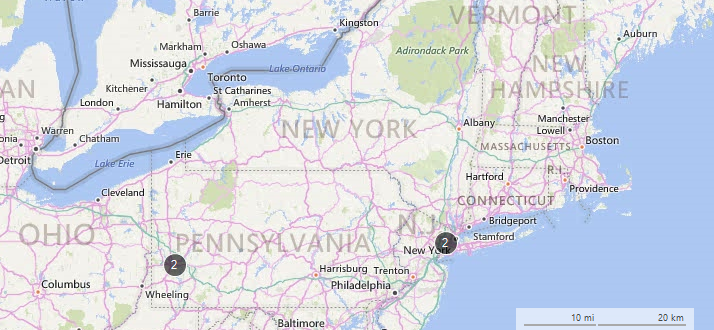 VERMONT
Barrie
Kingston
Auburn
Oshawa
Markham
Adirondack Park
NEW
HAMPSHIRE
Mississauga
Toronto
Lake Ontario
AN
Kitchener
St Catharines
London
Hamilton
Amherst
Manchester
Lowell
Warren
NEW YORK
Albany
Chatham
MASSACHUSETTS
Boston
Detroit
Lake Erie
Erie
R.I.
Hartford
Providence
Cleveland
CONNECTICUT
Bridgeport
N.J.
OHIO
PENNSYLVANIA
Stamford
2
New York
2
Harrisburg
Trenton
Columbus
Wheeling
Philadelphia
Baltimore
10 mi
20 km